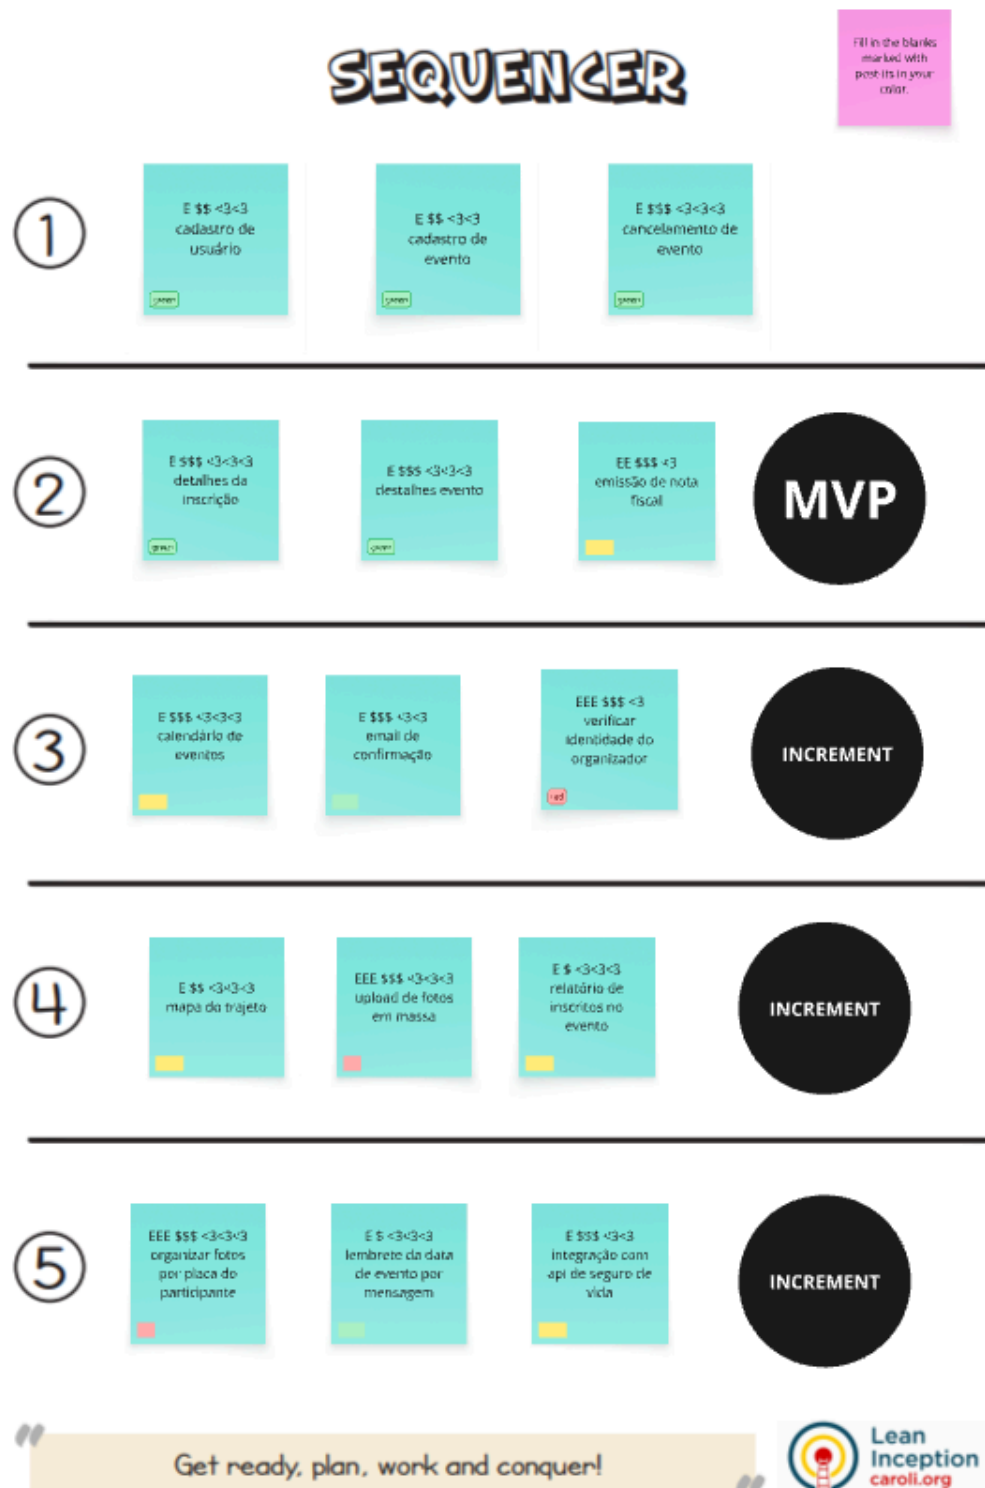 SEQUENCER
Fill in the blanks
marked with
post-its in your
color.
1
E $$ <3<3
cadastro de
usuário
green
E $$ <3<3
cadastro de
evento
green
E $$$ <3<3<3
cancelamento de
evento
green
2
E $$$ <3<3<3
detalhes da
inscrição
green
E $$$ <3<3<3
destalhes evento
green
EE $$$ <3
emissão de nota
fiscal
MVP
3
E $$$ <3<3<3
calendário de
eventos
E $$$ <3<3
email de
confirmação
EEE $$$ <3
verificar
identidade do
organizador
red
INCREMENT
4
E $$ <3<3<3
mapa do trajeto
EEE $$$ <3<3<3
upload de fotos
em massa
E $ <3<3<3
relatório de
inscritos no
evento
INCREMENT
5
EEE $$$ <3<3<3
organizar fotos
por placa do
participante
E $ <3<3<3
lembrete da data
de evento por
mensagem
E $$$ <3<3
integração com
api de seguro de
vida
INCREMENT
"Get ready, plan, work and conquer!"
Lean
Inception
caroli.org